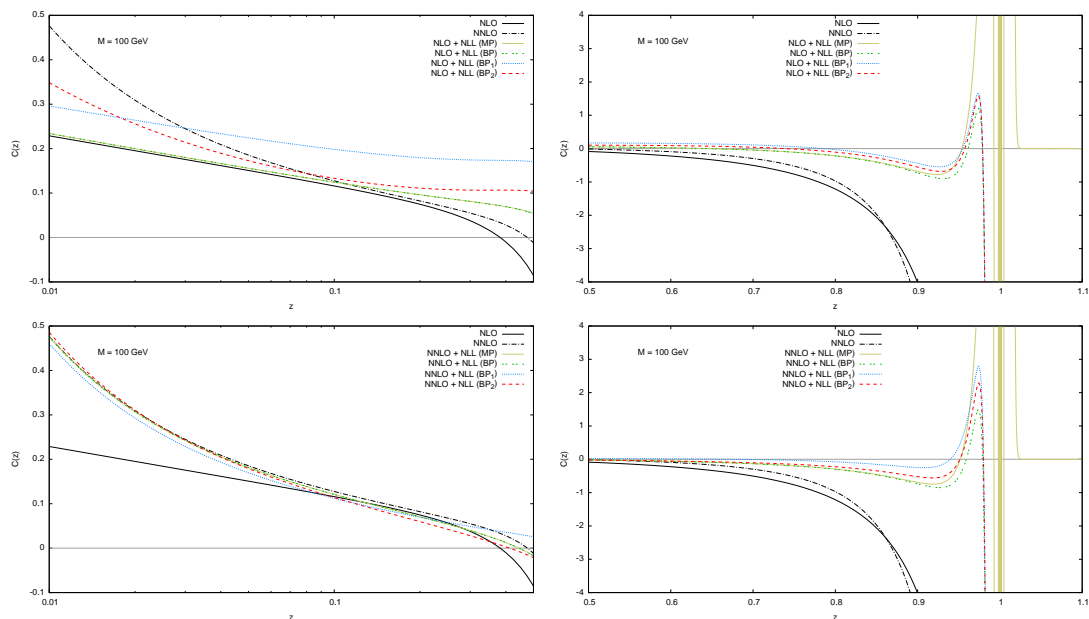 C(z)
0.5
0.4
0.3
0.2
0.1
0
-0.1
M = 100 GeV
NLO
NNLO
NLO + NLL (MP)
NLO + NLL (BP)
NLO + NLL (BP1)
NLO + NLL (BP2)
0.01
0.1
z
C(z)
4
3
2
1
0
-1
-2
-3
-4
M = 100 GeV
NLO
NNLO
NLO + NLL (MP)
NLO + NLL (BP)
NLO + NLL (BP1)
NLO + NLL (BP2)
0.5
0.6
0.7
0.8
0.9
1
1.1
z
C(z)
0.5
0.4
0.3
0.2
0.1
0
-0.1
M = 100 GeV
NLO
NNLO
NNLO + NLL (MP)
NNLO + NLL (BP)
NNLO + NLL (BP1)
NNLO + NLL (BP2)
0.01
0.1
z
C(z)
4
3
2
1
0
-1
-2
-3
-4
M = 100 GeV
NLO
NNLO
NNLO + NLL (MP)
NNLO + NLL (BP)
NNLO + NLL (BP1)
NNLO + NLL (BP2)
0.5
0.6
0.7
0.8
0.9
1
1.1
z